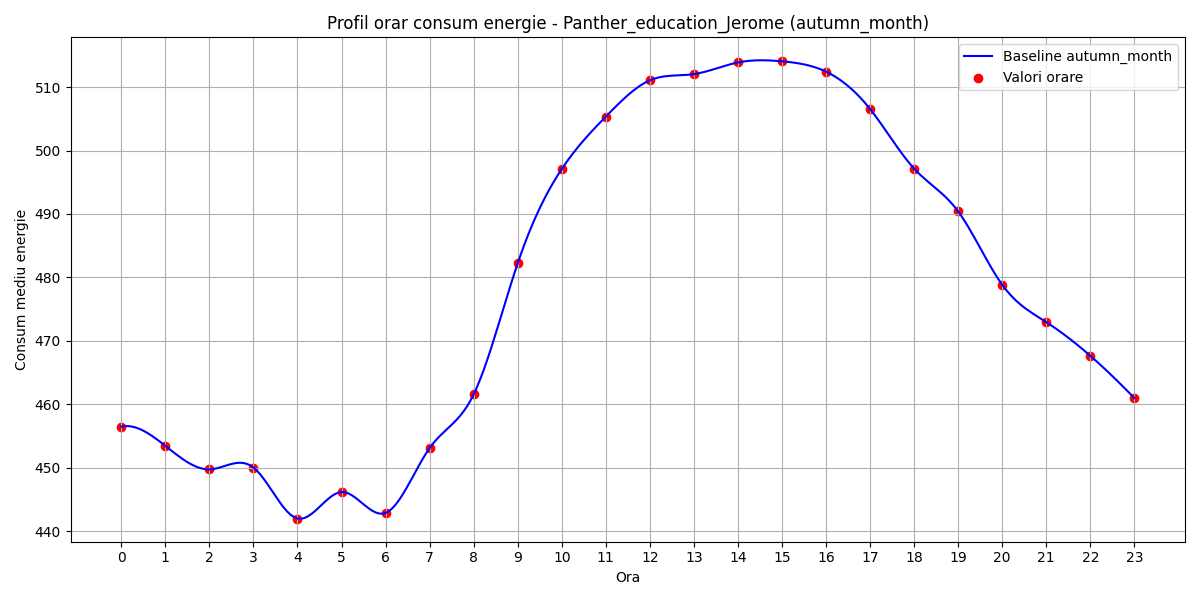 Profil orar consum energie - Panther_education_Jerome (autumn_month)
Baseline autumn_month
Valori orare
Consum mediu energie
510
500
490
480
470
460
450
440
0 1 2 3 4 5 6 7 8 9 10 11 12 13 14 15 16 17 18 19 20 21 22 23
Ora